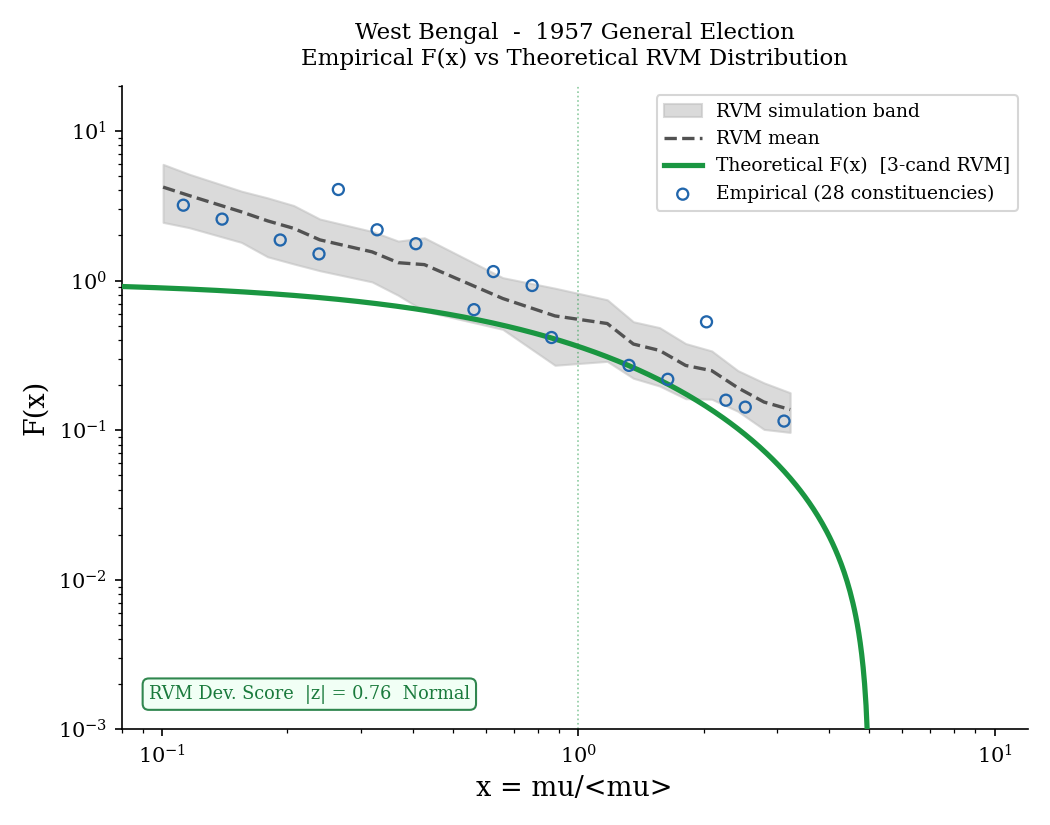 West Bengal  -  1957 General Election
Empirical F(x) vs Theoretical RVM Distribution
RVM simulation band
RVM mean
Theoretical F(x)  [3-cand RVM]
Empirical (28 constituencies)
F(x)
10¹
10⁰
10⁻¹
10⁻²
10⁻³
RVM Dev. Score  |z| = 0.76  Normal
10⁻¹
10⁰
10¹
x = mu/<mu>